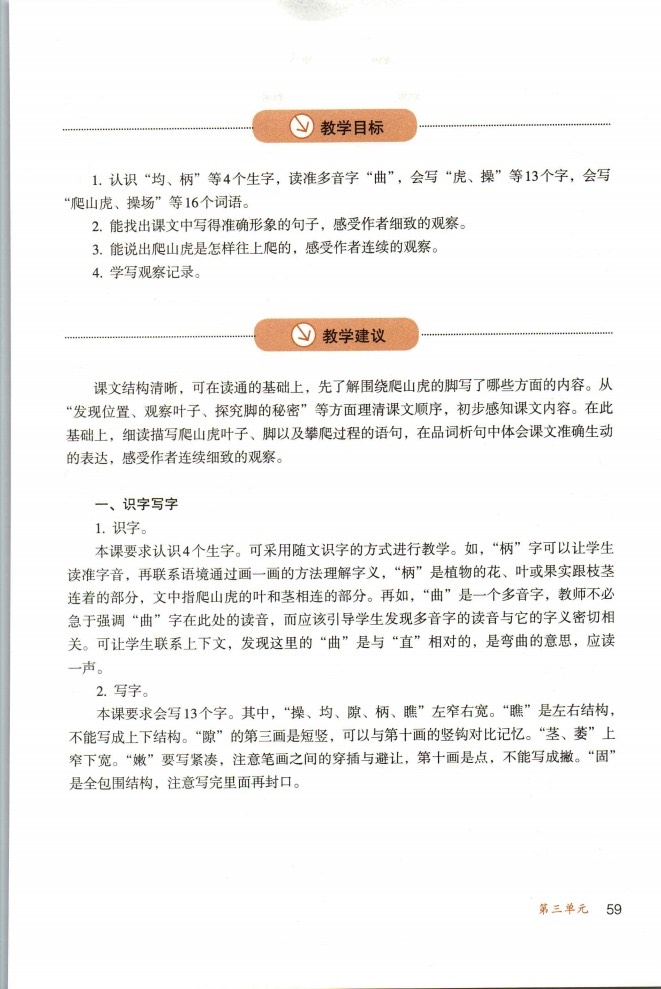 教学目标
1. 认识“均、柄”等4个生字，读准多音字“曲”，会写“虎、操”等13个字，会写
“爬山虎、操场”等16个词语。
2. 能找出课文中写得准确形象的句子，感受作者细致的观察。
3. 能说出爬山虎是怎样往上爬的，感受作者连续的观察。
4. 学写观察记录。
教学建议
课文结构清晰，可在读通的基础上，先了解围绕爬山虎的脚写了哪些方面的内容。从
“发现位置、观察叶子、探究脚的秘密”等方面理清课文顺序，初步感知课文内容。在此
基础上，细读描写爬山虎叶子、脚以及攀爬过程的语句，在品词析句中体会课文准确生动
的表达，感受作者连续细致的观察。
一、识字写字
1. 识字。
本课要求认识4个生字。可采用随文识字的方式进行教学。如，“柄”字可以让学生
读准字音，再联系语境通过画一画的方法理解字义，“柄”是植物的花、叶或果实跟枝茎
连着的部分，文中指爬山虎的叶和茎相连的部分。再如，“曲”是一个多音字，教师不必
急于强调“曲”字在此处的读音，而应该引导学生发现多音字的读音与它的字义密切相
关。可让学生联系上下文，发现这里的“曲”是与“直”相对的，是弯曲的意思，应读
一声。
2. 写字。
本课要求会写13个字。其中，“操、均、隙、柄、瞧”左窄右宽。“瞧”是左右结构，
不能写成上下结构。“隙”的第三画是短竖，可以与第十画的竖钩对比记忆。“茎、萎”上
窄下宽。“嫩”要写紧凑，注意笔画之间的穿插与避让，第十画是点，不能写成撇。“固”
是全包围结构，注意写完里面再封口。
第三单元 59